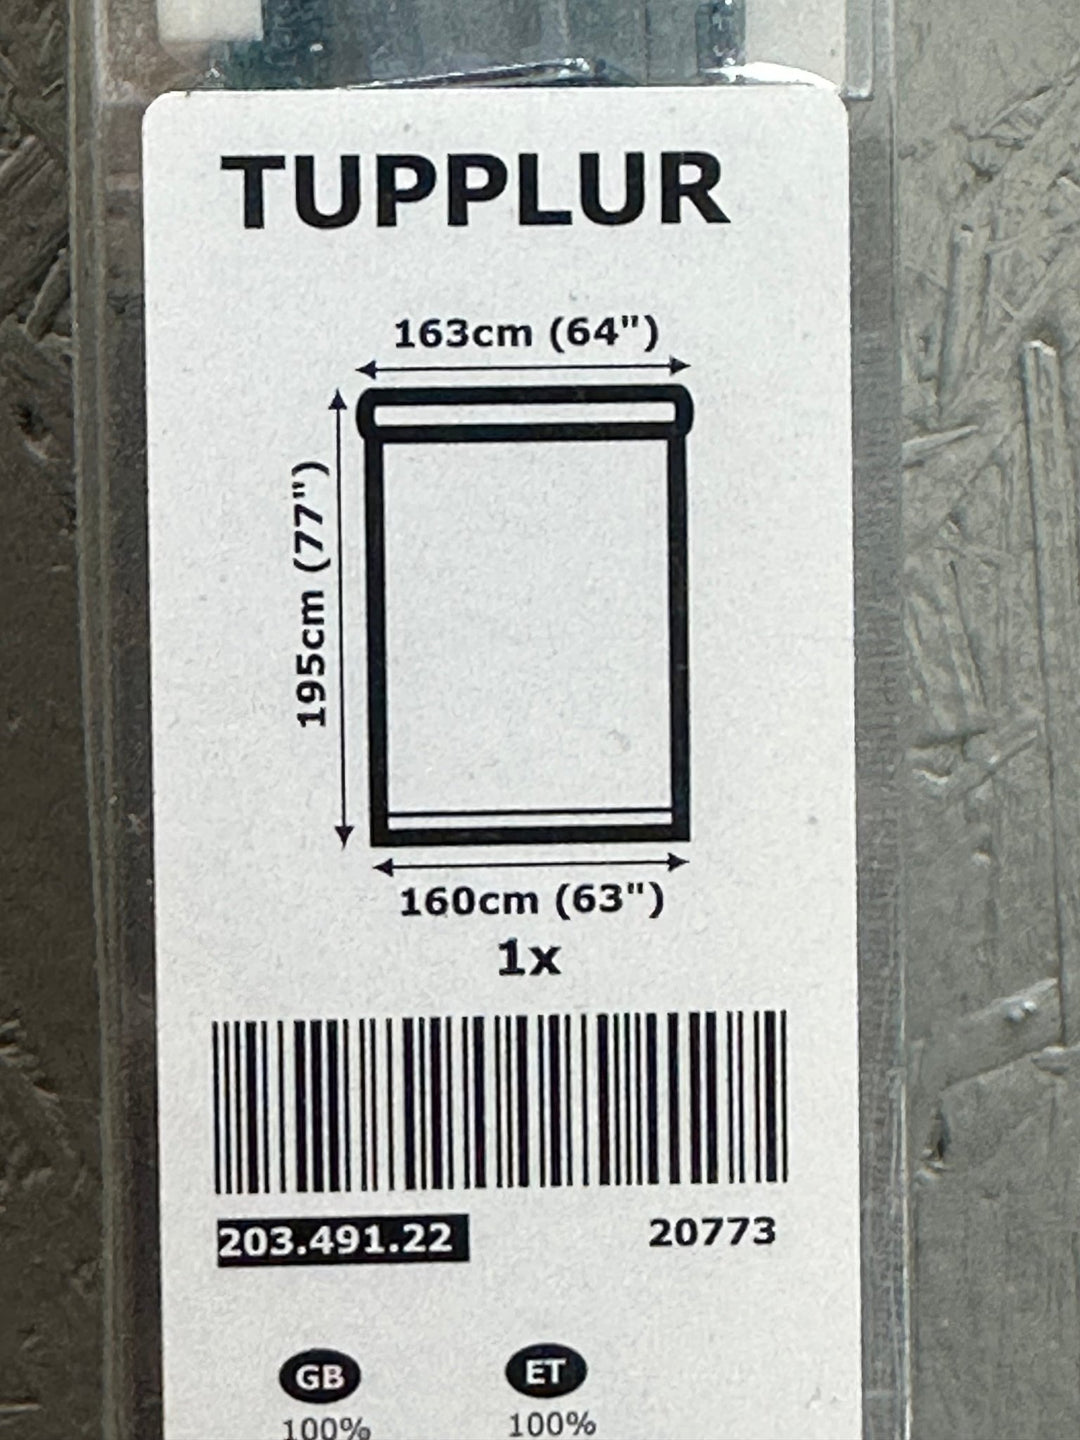 TUPPLUR
163cm (64")
195cm (77")
160cm (63")
1x
203.491.22 20773
GB ET
100% 100%